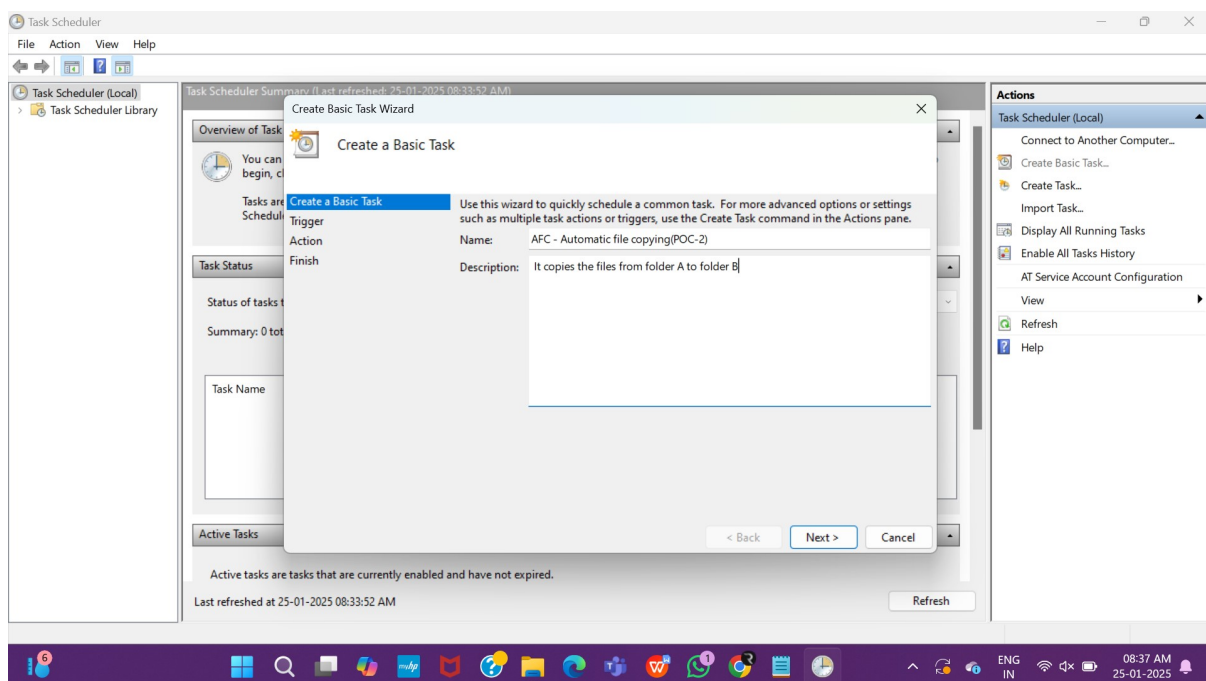 Task Scheduler
File Action View Help
Task Scheduler (Local)
Task Scheduler Library
Task Scheduler Summary (Last refreshed: 25-01-2025 08:33:52 AM)
Overview of Task
You can
begin, cl
Tasks are
Schedul
Task Status
Status of tasks t
Summary: 0 tot
Task Name
Active Tasks
Active tasks are tasks that are currently enabled and have not expired.
Last refreshed at 25-01-2025 08:33:52 AM
Refresh
Create Basic Task Wizard
Create a Basic Task
Create a Basic Task
Trigger
Action
Finish
Use this wizard to quickly schedule a common task. For more advanced options or settings
such as multiple task actions or triggers, use the Create Task command in the Actions pane.
Name: AFC - Automatic file copying(POC-2)
Description: It copies the files from folder A to folder B
< Back Next > Cancel
Actions
Task Scheduler (Local)
Connect to Another Computer...
Create Basic Task...
Create Task...
Import Task...
Display All Running Tasks
Enable All Tasks History
AT Service Account Configuration
View
Refresh
Help
6
myhp
1
ENG
IN
08:37 AM
25-01-2025